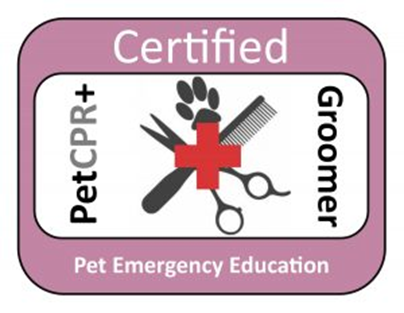 Certified
PetCPR+
Groomer
Pet Emergency Education